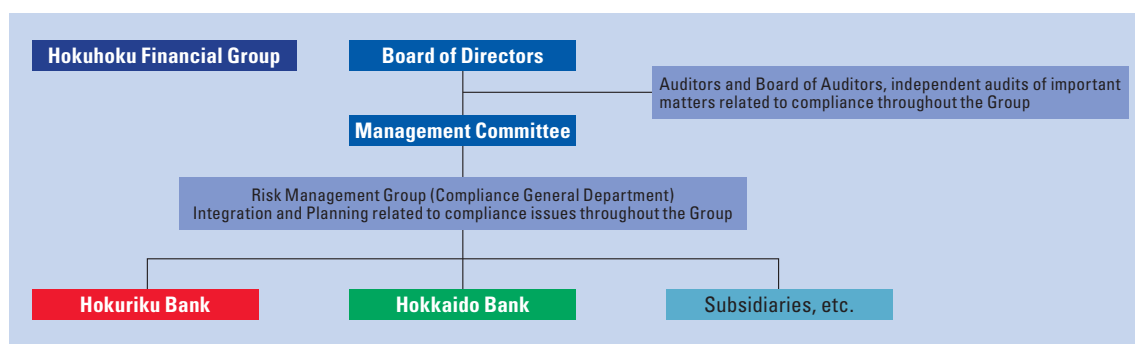 Hokuhoku Financial Group
Board of Directors
Auditors and Board of Auditors, independent audits of important
matters related to compliance throughout the Group
Management Committee
Risk Management Group (Compliance General Department)
Integration and Planning related to compliance issues throughout the Group
Hokuriku Bank
Hokkaido Bank
Subsidiaries, etc.